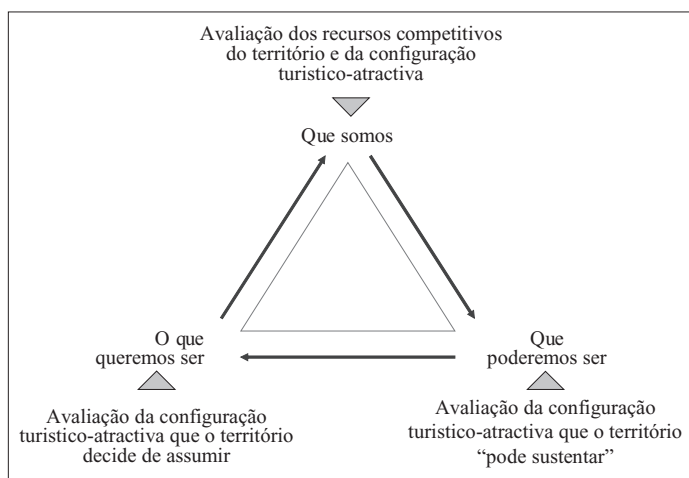 Avaliação dos recursos competitivos
do território e da configuração
turistico-atractiva
Que somos
O que
queremos ser
Que
poderemos ser
Avaliação da configuração
turistico-atractiva que o território
decide de assumir
Avaliação da configuração
turistico-atractiva que o território
“pode sustentar”